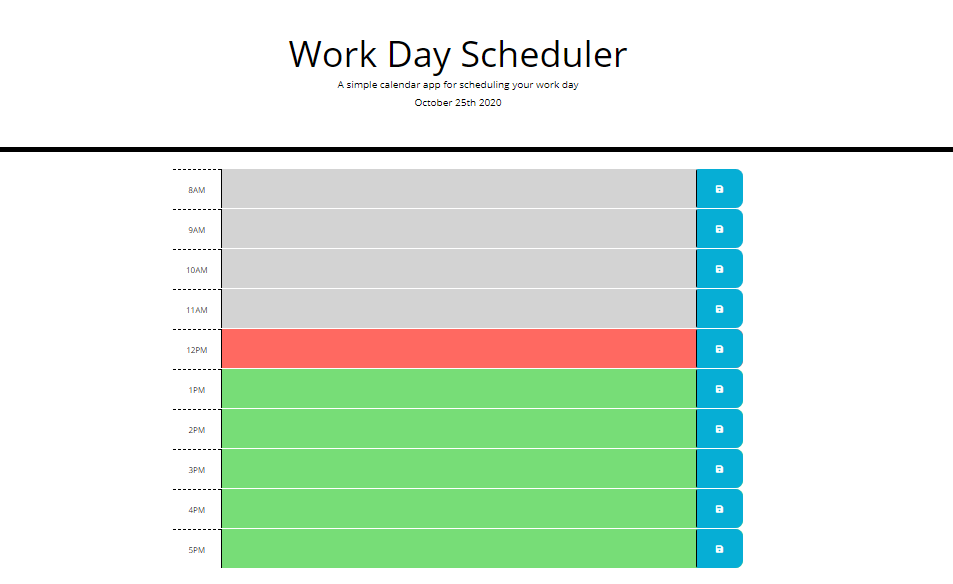 Work Day Scheduler
A simple calendar app for scheduling your work day
October 25th 2020
8AM
9AM
10AM
11AM
12PM
1PM
2PM
3PM
4PM
5PM